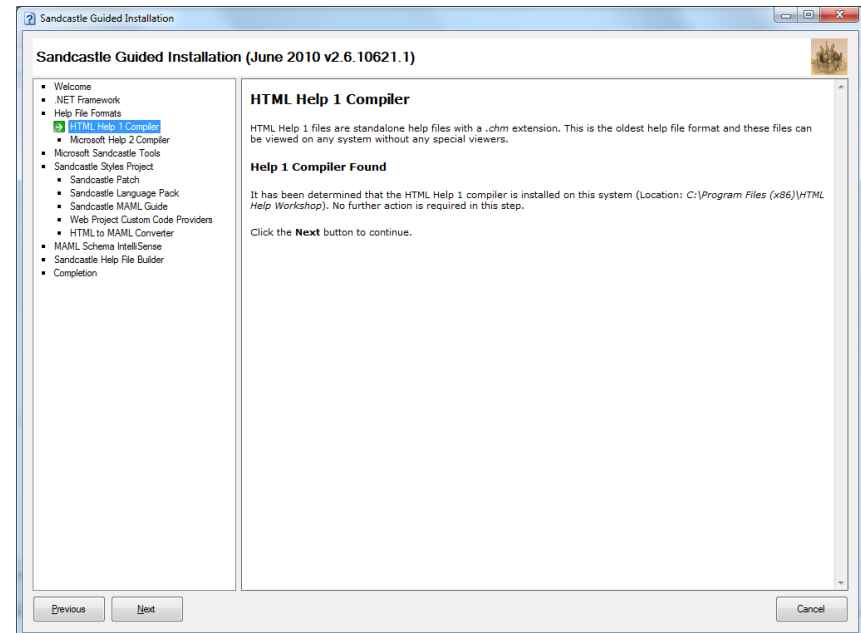 Sandcastle Guided Installation
Sandcastle Guided Installation (June 2010 v2.6.10621.1)
Welcome
.NET Framework
Help File Formats
HTML Help 1 Compiler
Microsoft Help 2 Compiler
Microsoft Sandcastle Tools
Sandcastle Styles Project
Sandcastle Patch
Sandcastle Language Pack
Sandcastle MAML Guide
Web Project Custom Code Providers
HTML to MAML Converter
MAML Schema IntelliSense
Sandcastle Help File Builder
Completion
HTML Help 1 Compiler
HTML Help 1 files are standalone help files with a .chm extension. This is the oldest help file format and these files can
be viewed on any system without any special viewers.
Help 1 Compiler Found
It has been determined that the HTML Help 1 compiler is installed on this system (Location: C:\Program Files (x86)\HTML
Help Workshop). No further action is required in this step.
Click the Next button to continue.
Previous
Next
Cancel